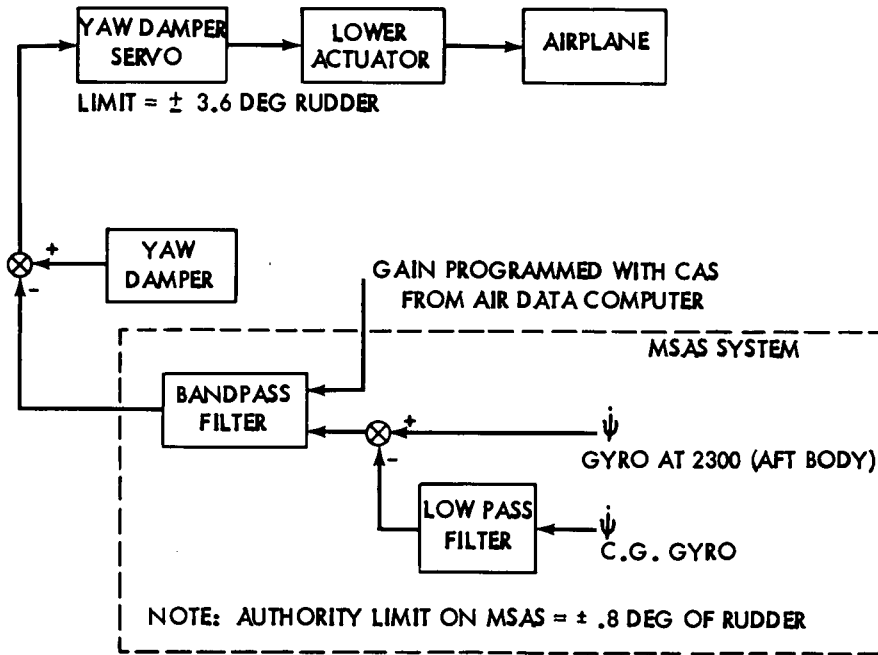 YAW DAMPER
SERVO
LOWER
ACTUATOR
AIRPLANE
LIMIT = ± 3.6 DEG RUDDER
+
YAW
DAMPER
-
GAIN PROGRAMMED WITH CAS
FROM AIR DATA COMPUTER
MSAS SYSTEM
BANDPASS
FILTER
+
ψ̇
GYRO AT 2300 (AFT BODY)
-
LOW PASS
FILTER
ψ̇
C.G. GYRO
NOTE: AUTHORITY LIMIT ON MSAS = ± .8 DEG OF RUDDER